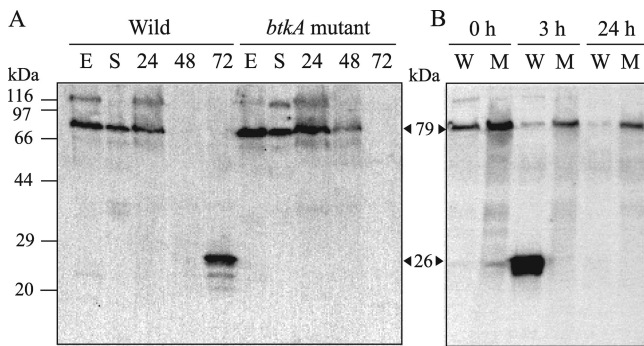 A
Wild
btkA mutant
kDa
E S 24 48 72 E S 24 48 72
116
97
66
44
29
20
B
0 h 3 h 24 h
kDa
W M W M W M
79
26